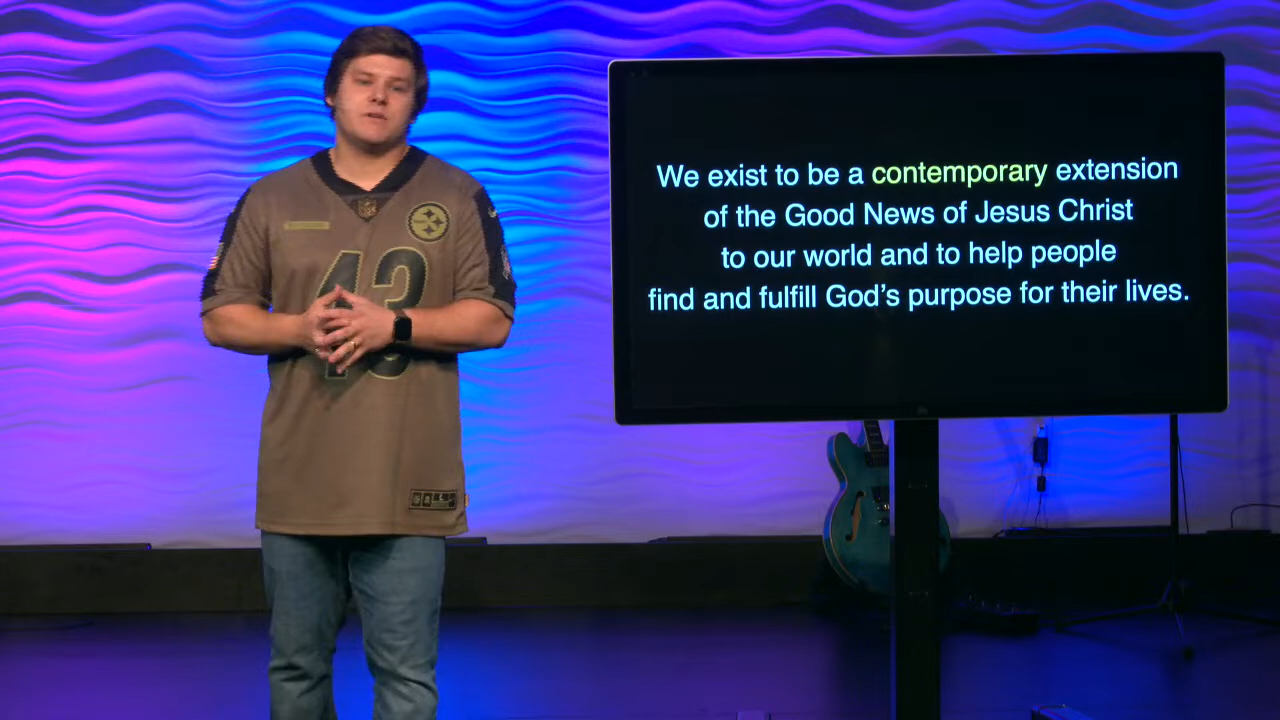 43
We exist to be a contemporary extension
of the Good News of Jesus Christ
to our world and to help people
find and fulfill God's purpose for their lives.